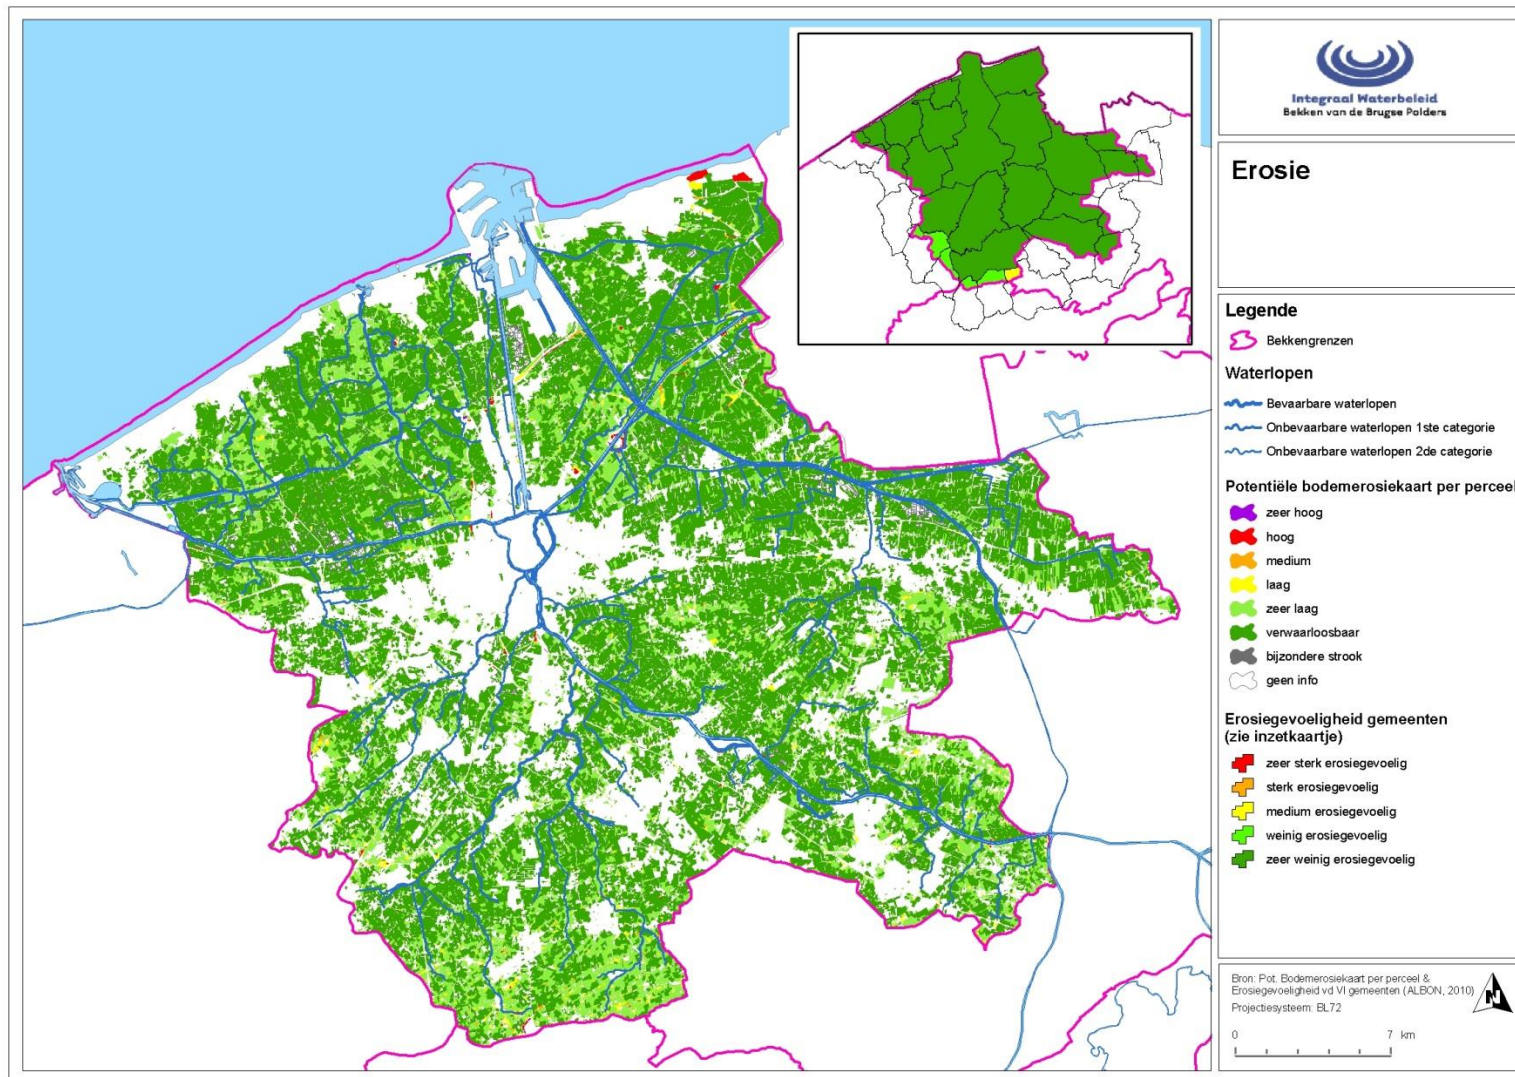 Integraal Waterbeleid
Bekken van de Brugse Polders
Erosie
Legende
Bekkengrenzen
Waterlopen
Bevaarbare waterlopen
Onbevaarbare waterlopen 1ste categorie
Onbevaarbare waterlopen 2de categorie
Potentiële bodemerosiekaart per perceel
zeer hoog
hoog
medium
laag
zeer laag
verwaarloosbaar
bijzondere strook
geen info
Erosiegevoeligheid gemeenten
(zie inzetkaartje)
zeer sterk erosiegevoelig
sterk erosiegevoelig
medium erosiegevoelig
weinig erosiegevoelig
zeer weinig erosiegevoelig
Bron: Pot. Bodemerosiekaart per perceel &
Erosiegevoeligheid vd Vl gemeenten (ALBON, 2010)
Projectiesysteem: BL72
N
0 7 km